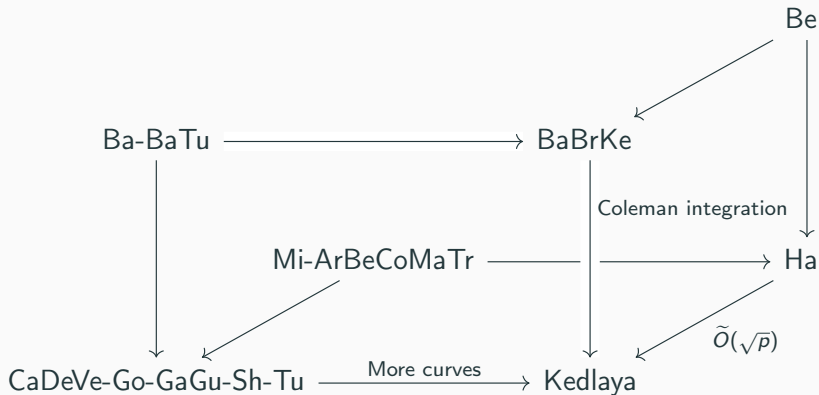 Be
Ba-BaTu
BaBrKe
Coleman integration
Mi-ArBeCoMaTr
Ha
Õ(√p)
CaDeVe-Go-GaGu-Sh-Tu
More curves
Kedlaya